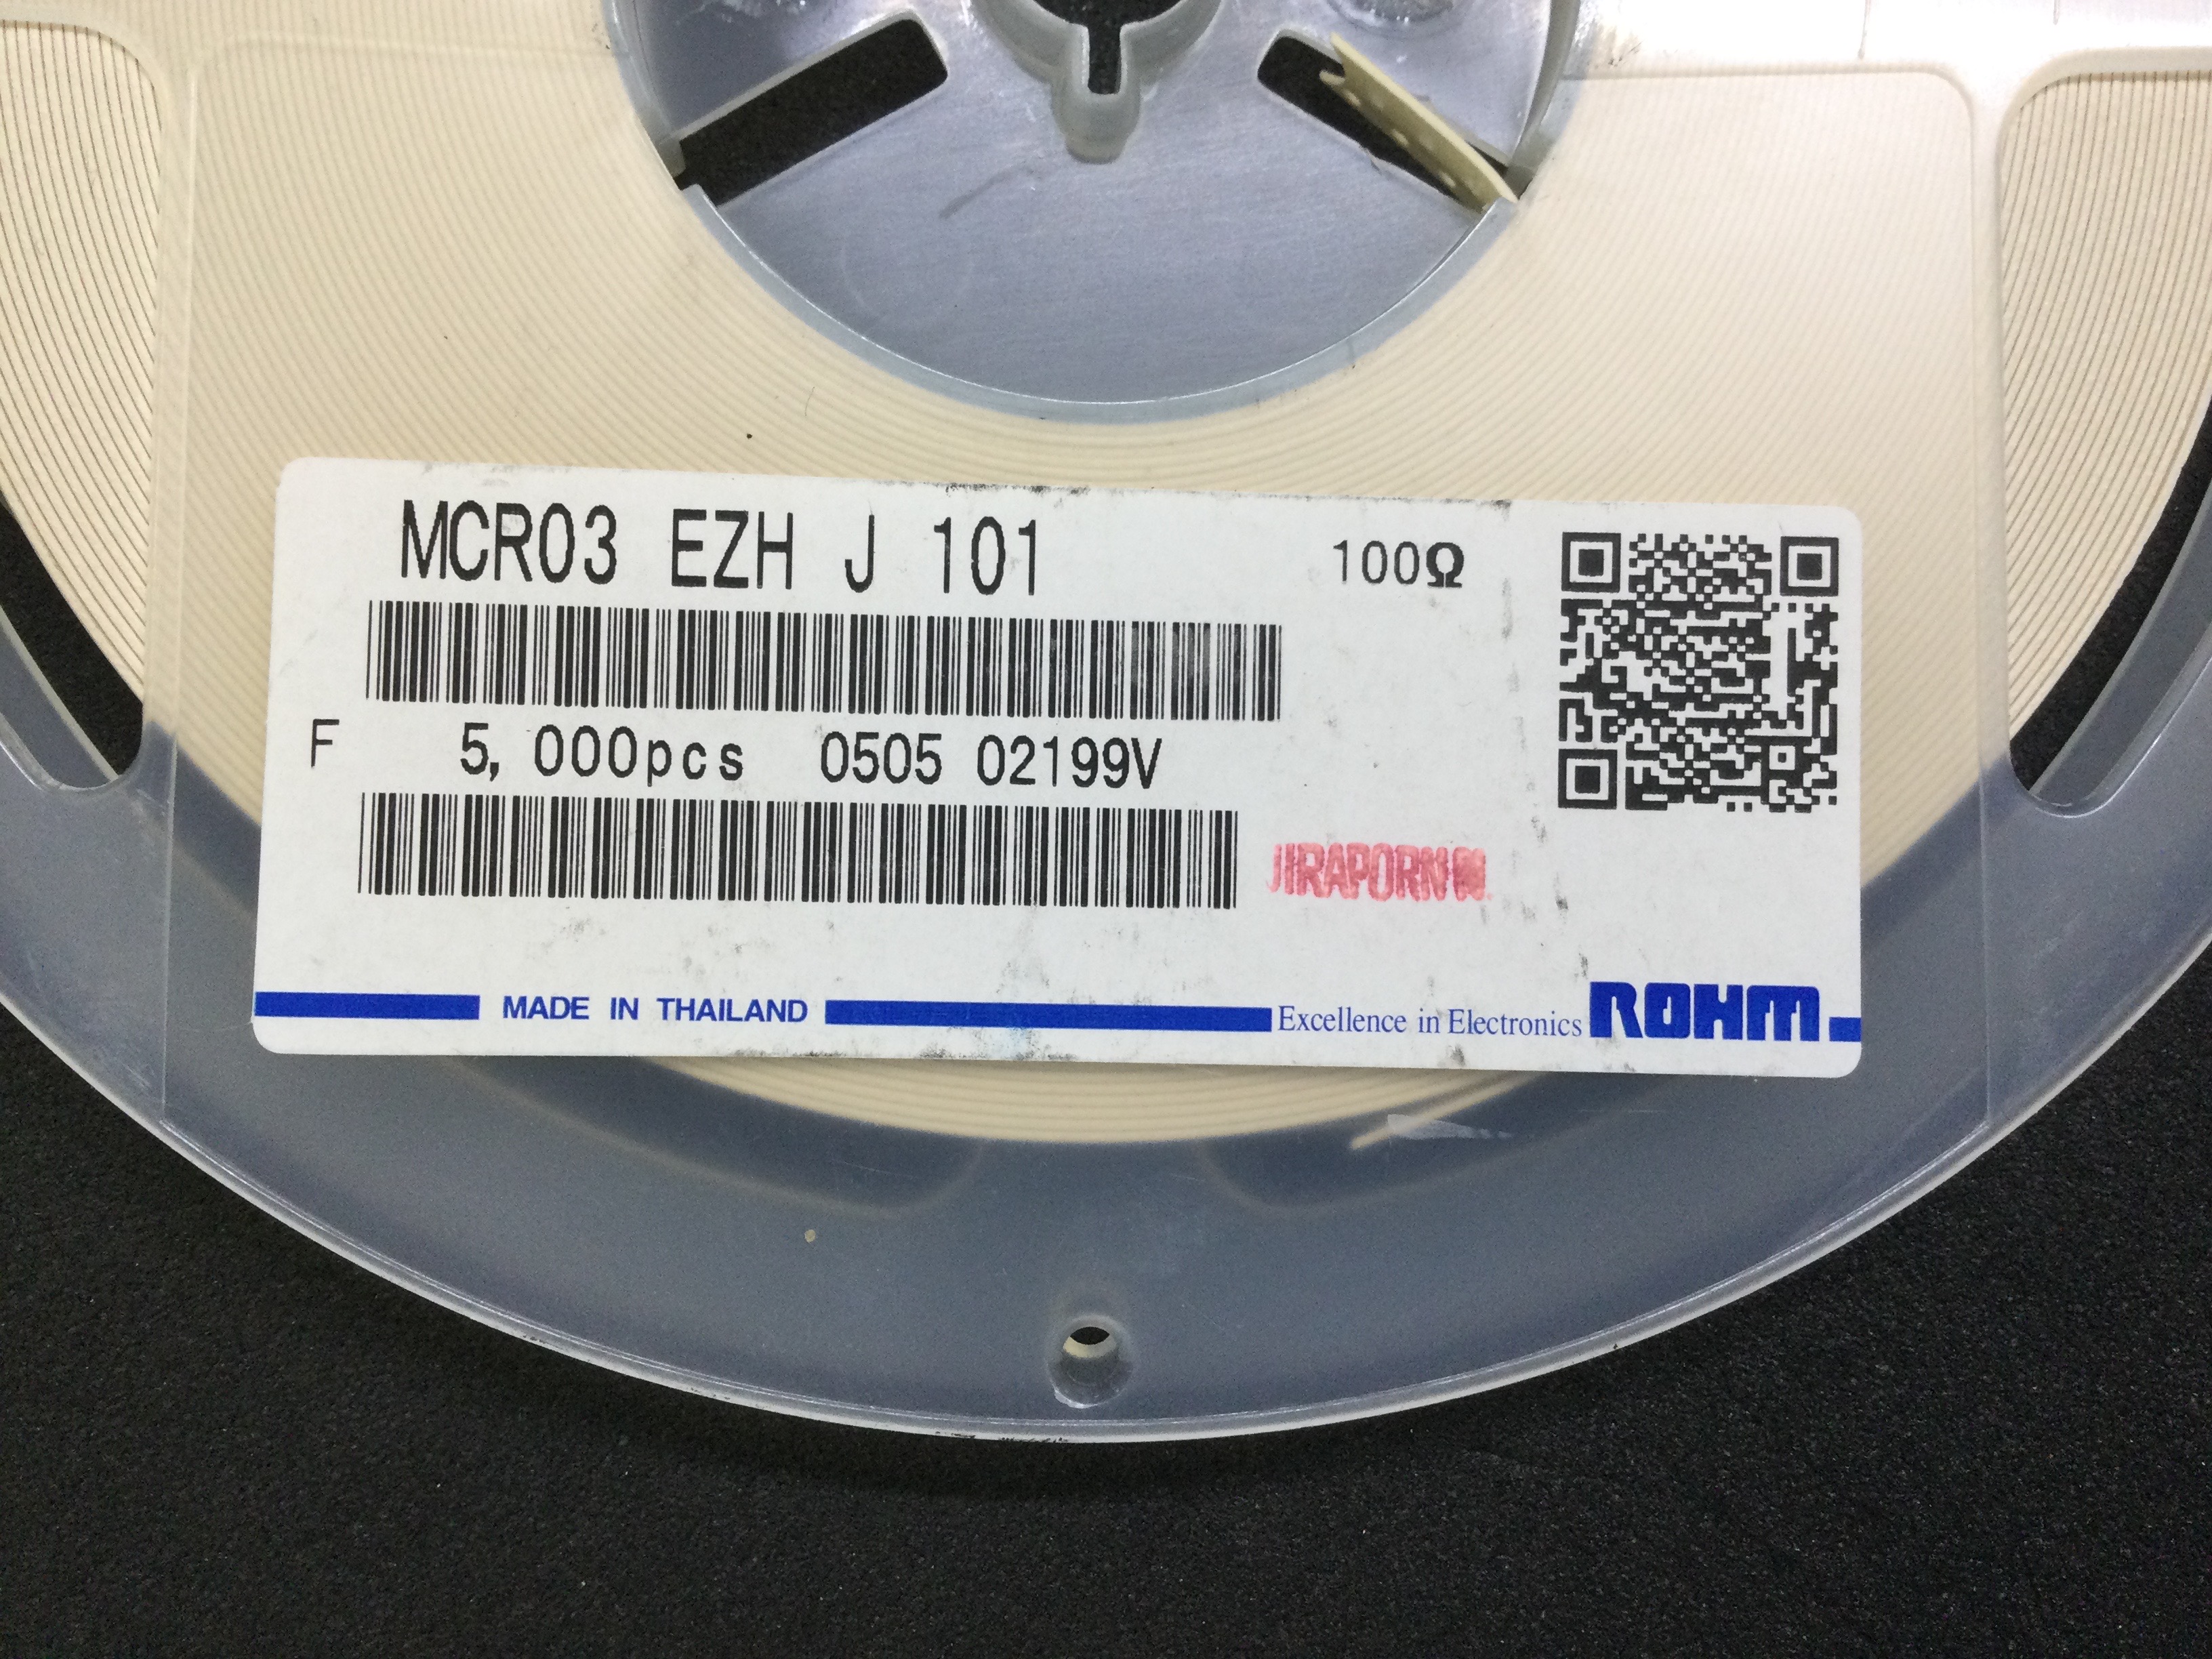 MCR03 EZH J 101 100Ω
F 5,000pcs 0505 02199V
JIRAPORN
MADE IN THAILAND Excellence in Electronics ROHM